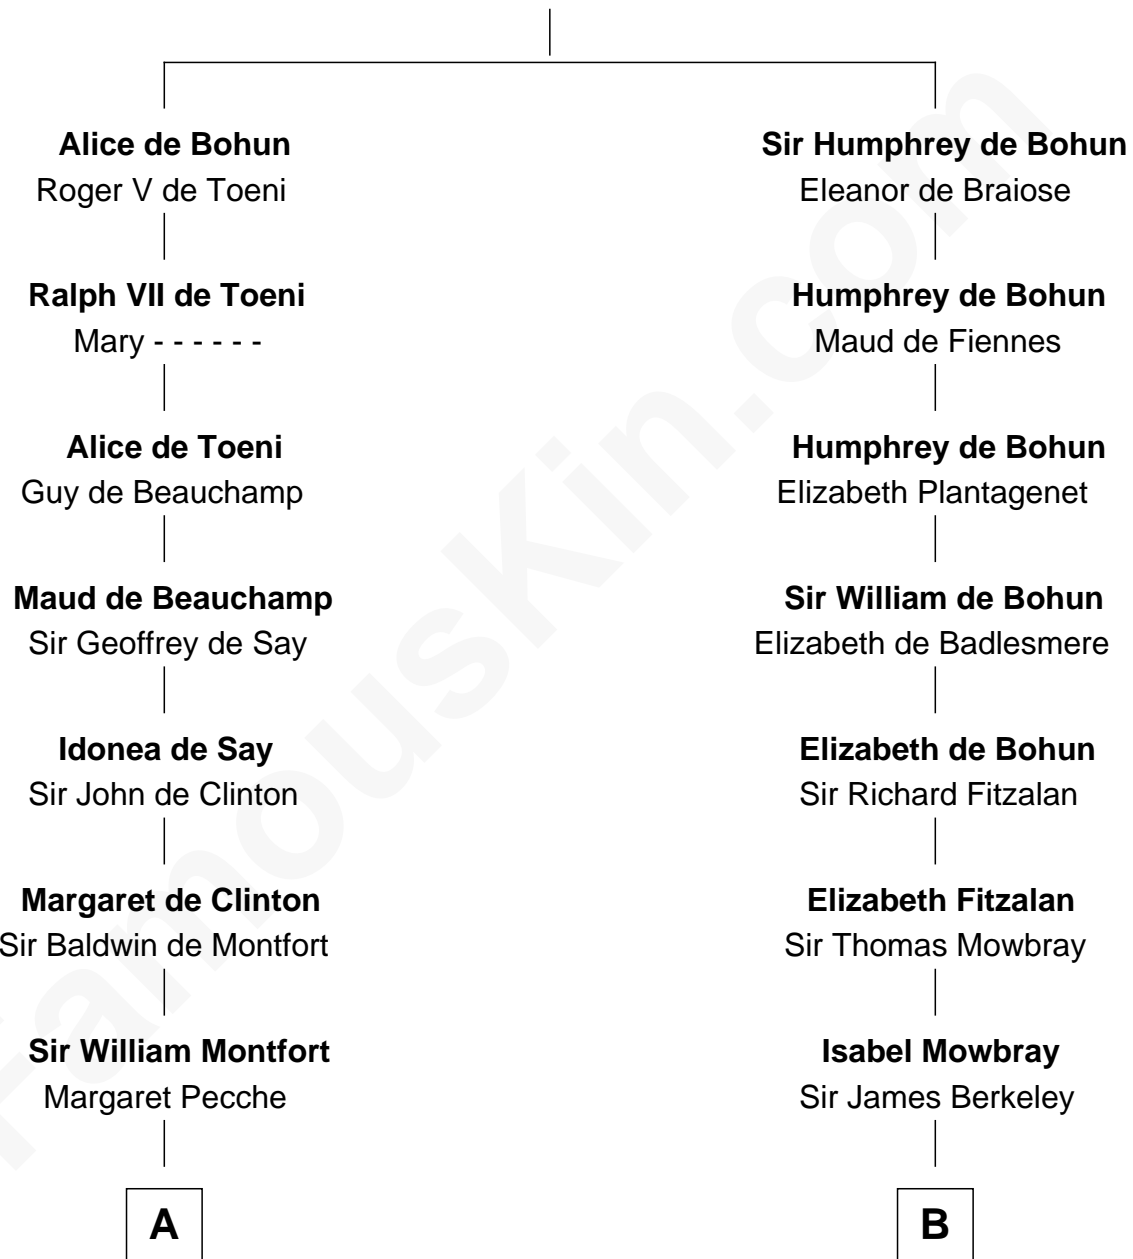 Alice de Bohun
Roger V de Toeni
Sir Humphrey de Bohun
Eleanor de Braiose
Ralph VII de Toeni
Mary - - - - - -
Humphrey de Bohun
Maud de Fiennes
Alice de Toeni
Guy de Beauchamp
Humphrey de Bohun
Elizabeth Plantagenet
Maud de Beauchamp
Sir Geoffrey de Say
Sir William de Bohun
Elizabeth de Badlesmere
Idonea de Say
Sir John de Clinton
Elizabeth de Bohun
Sir Richard Fitzalan
Margaret de Clinton
Sir Baldwin de Montfort
Elizabeth Fitzalan
Sir Thomas Mowbray
Sir William Montfort
Margaret Pecche
Isabel Mowbray
Sir James Berkeley
A
B
FamousKin.com